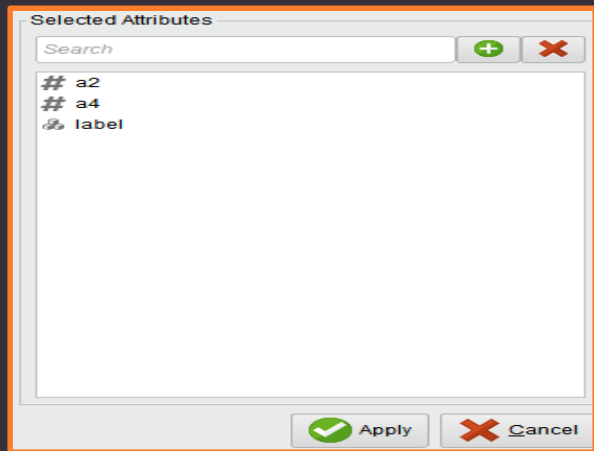 Selected Attributes
Search
# a2
# a4
label
Apply
Cancel